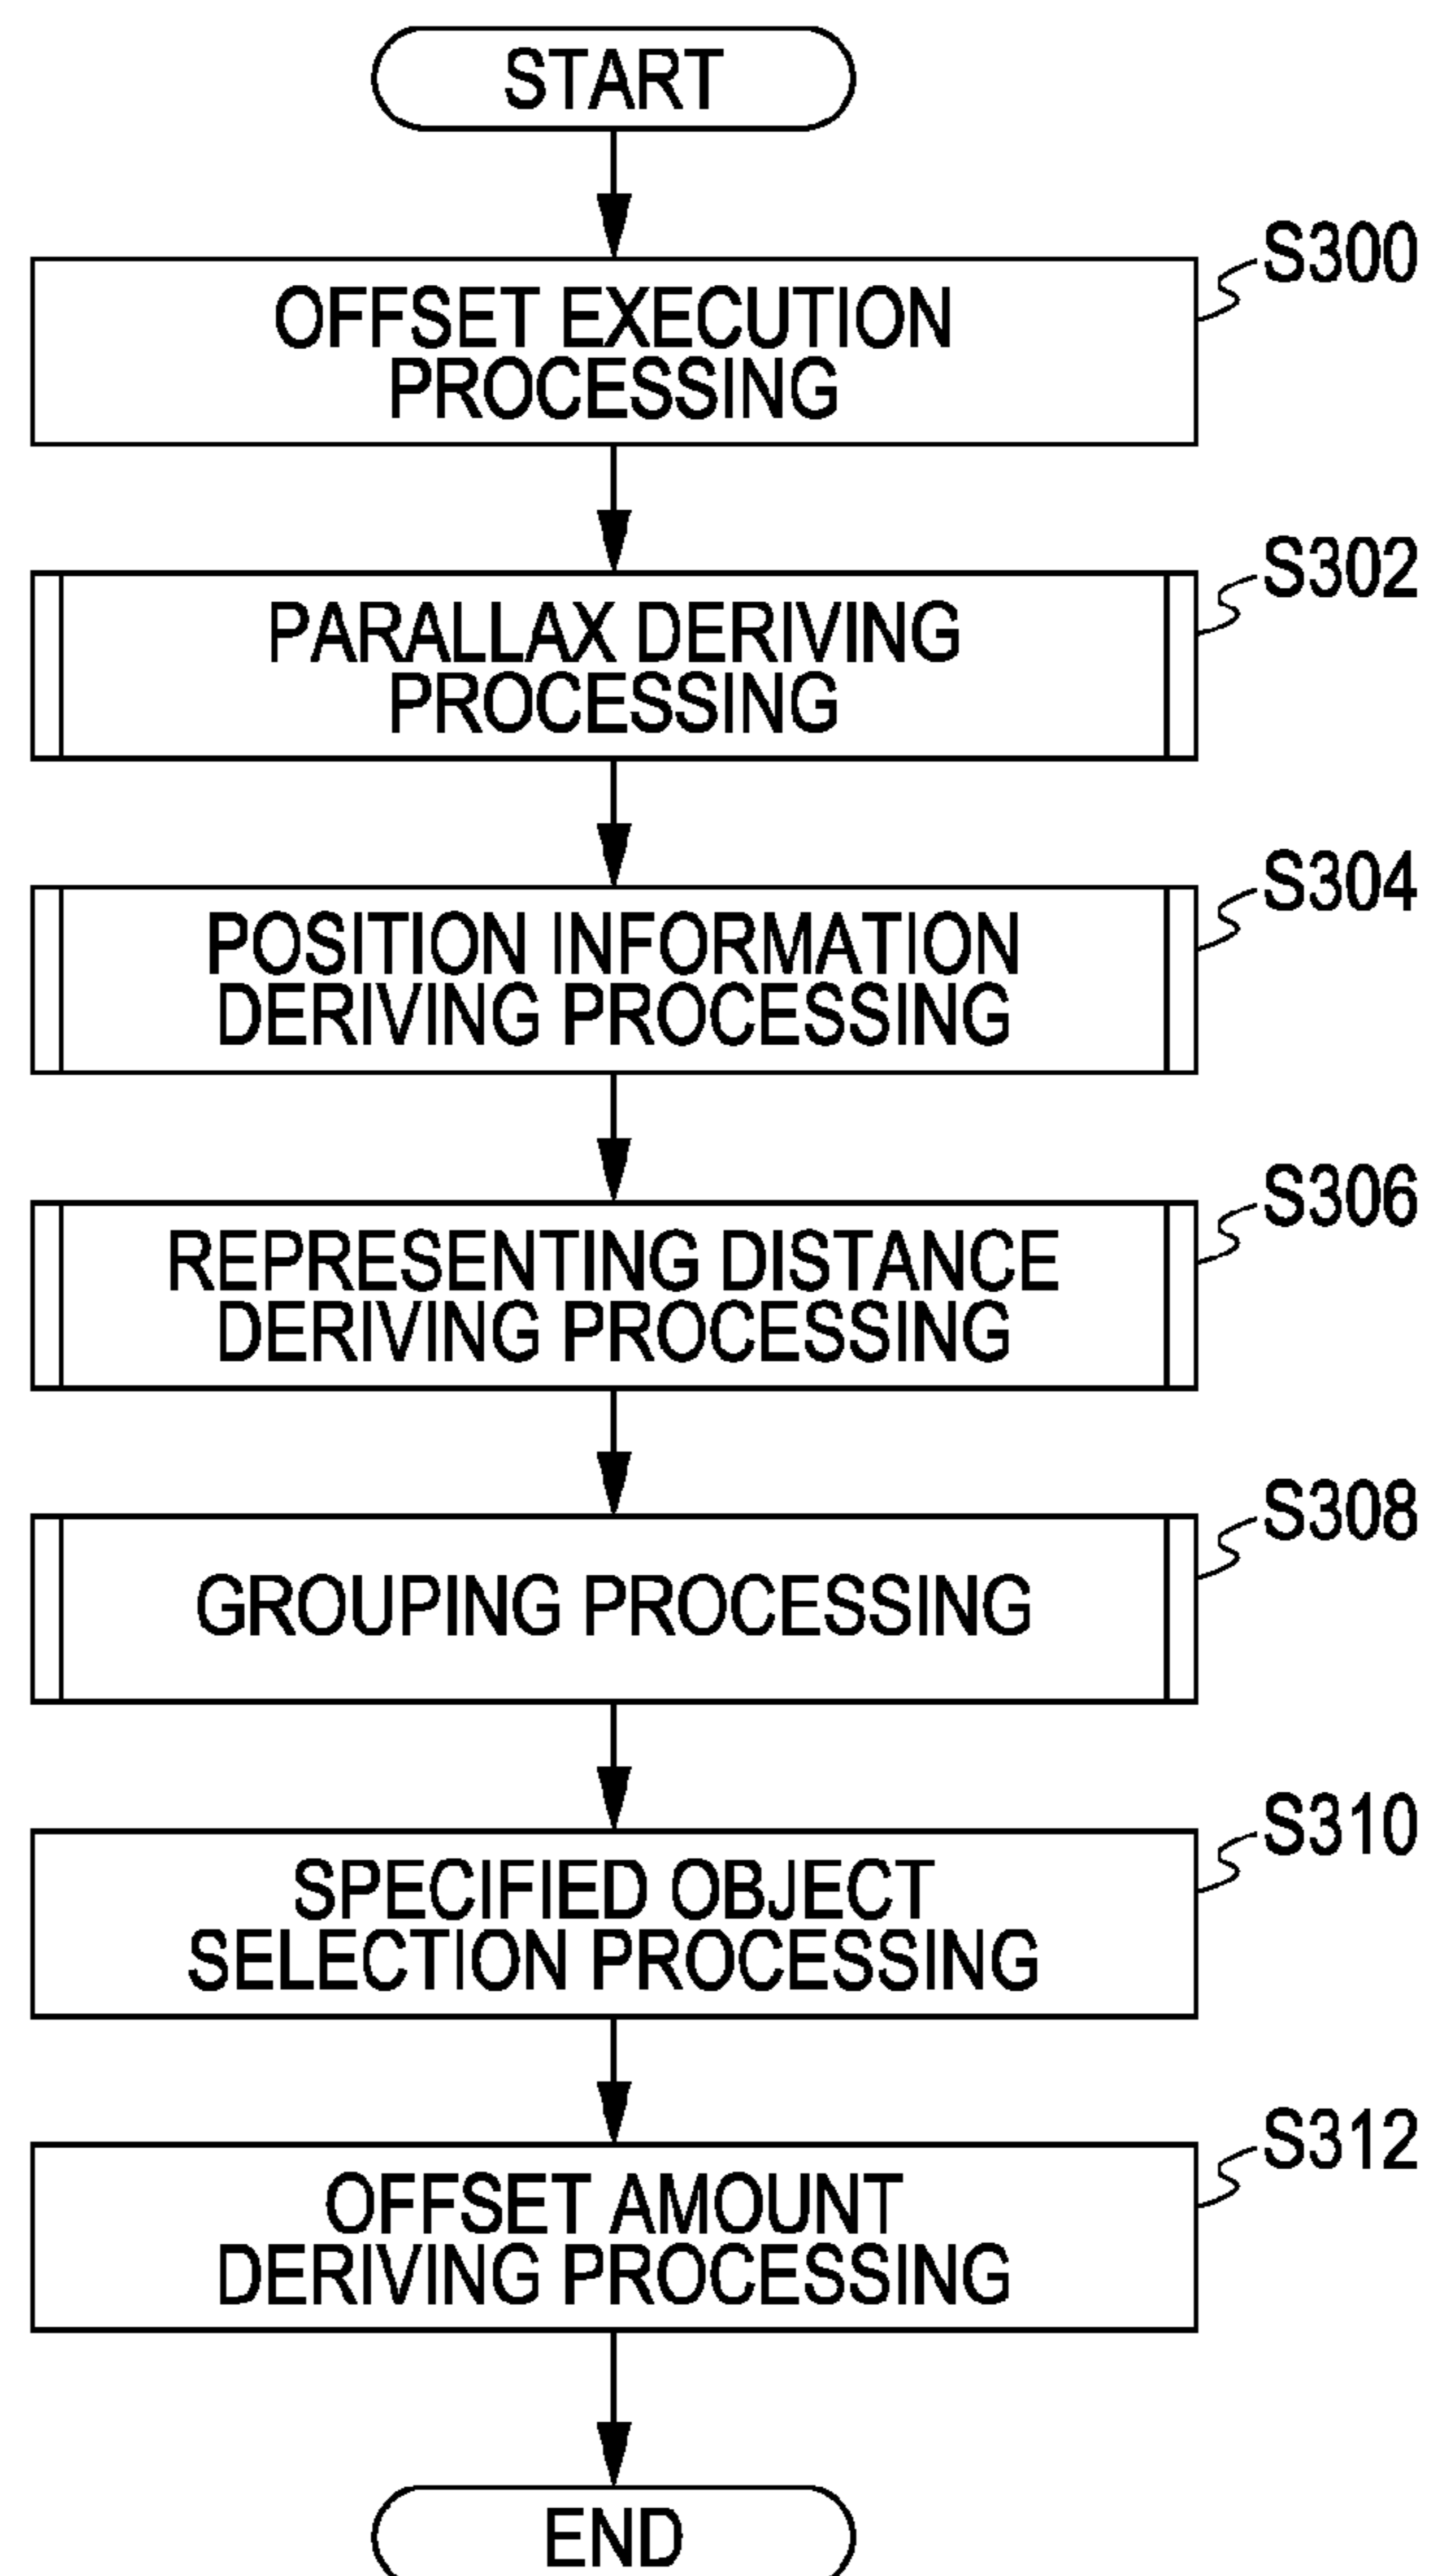 START
S300
OFFSET EXECUTION
PROCESSING
S302
PARALLAX DERIVING
PROCESSING
S304
POSITION INFORMATION
DERIVING PROCESSING
S306
REPRESENTING DISTANCE
DERIVING PROCESSING
S308
GROUPING PROCESSING
S310
SPECIFIED OBJECT
SELECTION PROCESSING
S312
OFFSET AMOUNT
DERIVING PROCESSING
END